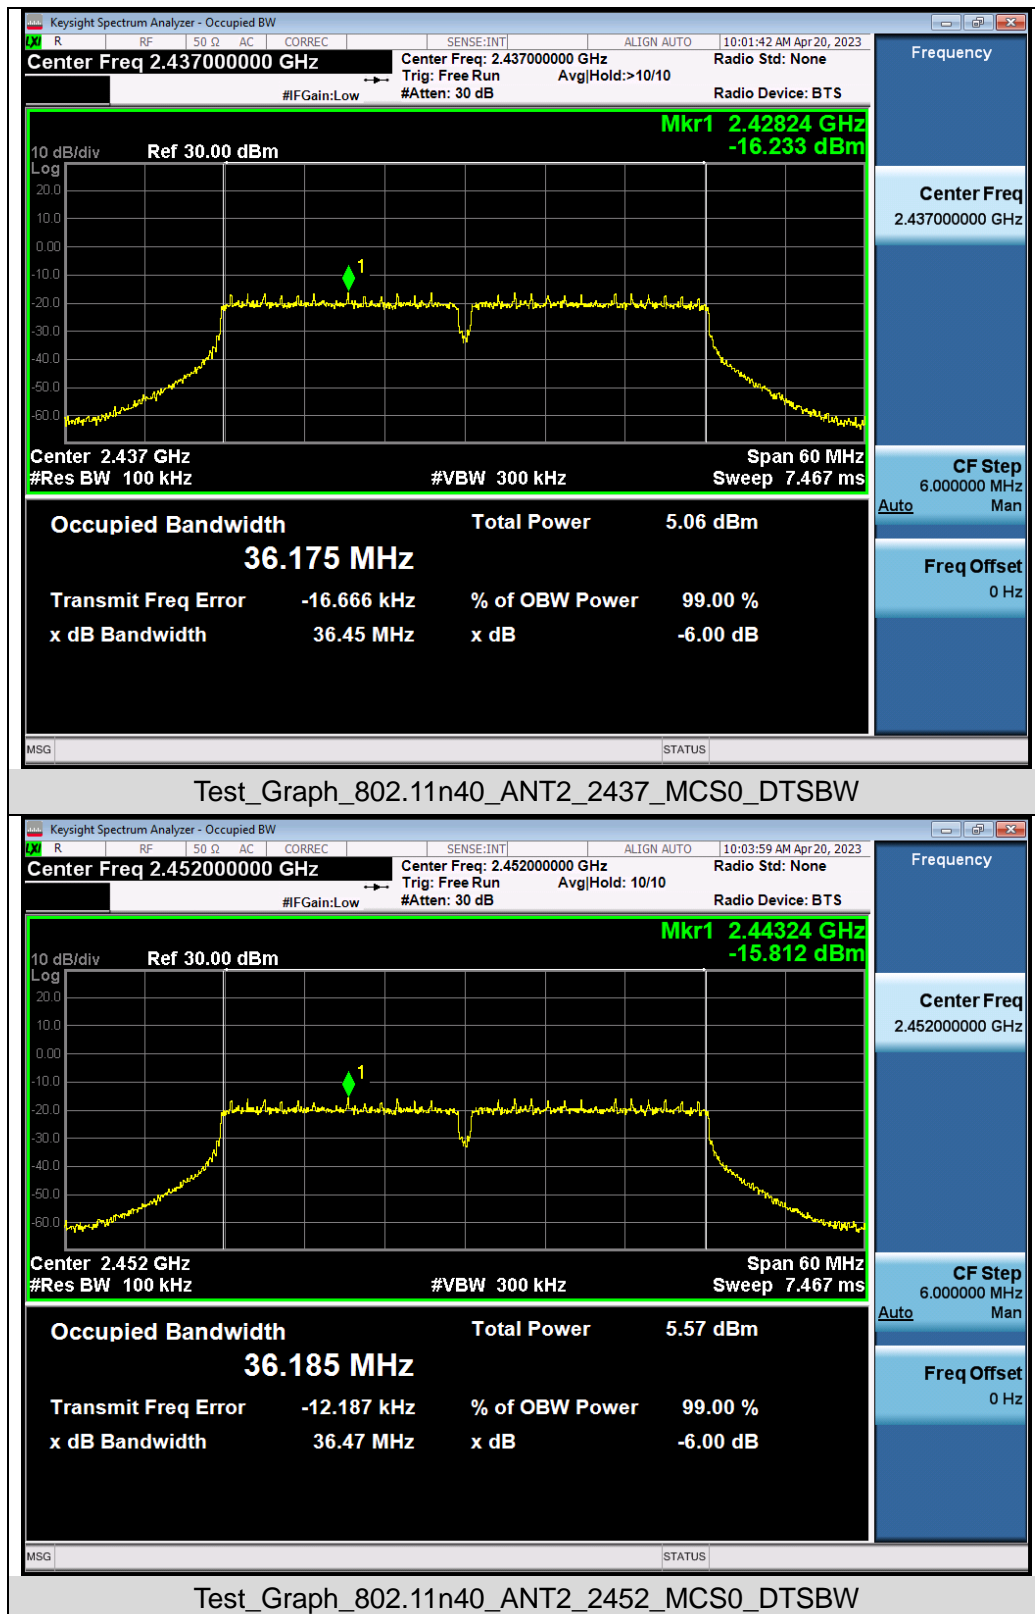 Keysight Spectrum Analyzer - Occupied BW
LXI R RF 50 Ω AC CORREC SENSE:INT ALIGN AUTO 10:01:42 AM Apr 20, 2023
Center Freq 2.437000000 GHz
Center Freq: 2.437000000 GHz
Radio Std: None
Trig: Free Run Avg|Hold:>10/10
#IFGain:Low #Atten: 30 dB Radio Device: BTS
Frequency
Mkr1 2.42824 GHz
-16.233 dBm
10 dB/div Ref 30.00 dBm
Log
20.0
10.0
0.00
-10.0
-20.0
-30.0
-40.0
-50.0
-60.0
1
Center 2.437 GHz Span 60 MHz
#Res BW 100 kHz #VBW 300 kHz Sweep 7.467 ms
Center Freq
2.437000000 GHz
CF Step
6.000000 MHz
Auto Man
Freq Offset
0 Hz
Occupied Bandwidth Total Power 5.06 dBm
36.175 MHz
Transmit Freq Error -16.666 kHz % of OBW Power 99.00 %
x dB Bandwidth 36.45 MHz x dB -6.00 dB
MSG STATUS
Test_Graph_802.11n40_ANT2_2437_MCS0_DTSBW
Keysight Spectrum Analyzer - Occupied BW
LXI R RF 50 Ω AC CORREC SENSE:INT ALIGN AUTO 10:03:59 AM Apr 20, 2023
Center Freq 2.452000000 GHz
Center Freq: 2.452000000 GHz
Radio Std: None
Trig: Free Run Avg|Hold: 10/10
#IFGain:Low #Atten: 30 dB Radio Device: BTS
Frequency
Mkr1 2.44324 GHz
-15.812 dBm
10 dB/div Ref 30.00 dBm
Log
20.0
10.0
0.00
-10.0
-20.0
-30.0
-40.0
-50.0
-60.0
1
Center 2.452 GHz Span 60 MHz
#Res BW 100 kHz #VBW 300 kHz Sweep 7.467 ms
Center Freq
2.452000000 GHz
CF Step
6.000000 MHz
Auto Man
Freq Offset
0 Hz
Occupied Bandwidth Total Power 5.57 dBm
36.185 MHz
Transmit Freq Error -12.187 kHz % of OBW Power 99.00 %
x dB Bandwidth 36.47 MHz x dB -6.00 dB
MSG STATUS
Test_Graph_802.11n40_ANT2_2452_MCS0_DTSBW